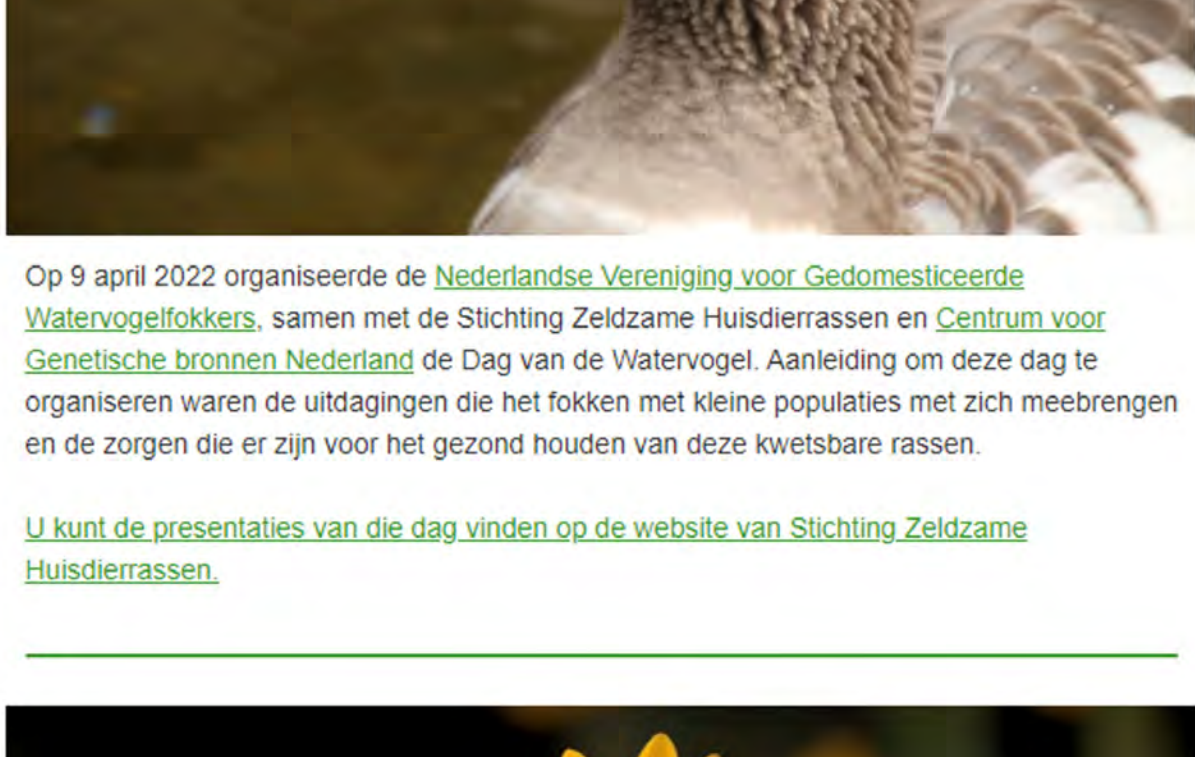 Op 9 april 2022 organiseerde de Nederlandse Vereniging voor Gedomesticeerde
Watervogelfokkers, samen met de Stichting Zeldzame Huisdierrassen en Centrum voor
Genetische bronnen Nederland de Dag van de Watervogel. Aanleiding om deze dag te
organiseren waren de uitdagingen die het fokken met kleine populaties met zich meebrengen
en de zorgen die er zijn voor het gezond houden van deze kwetsbare rassen.
U kunt de presentaties van die dag vinden op de website van Stichting Zeldzame
Huisdierrassen.